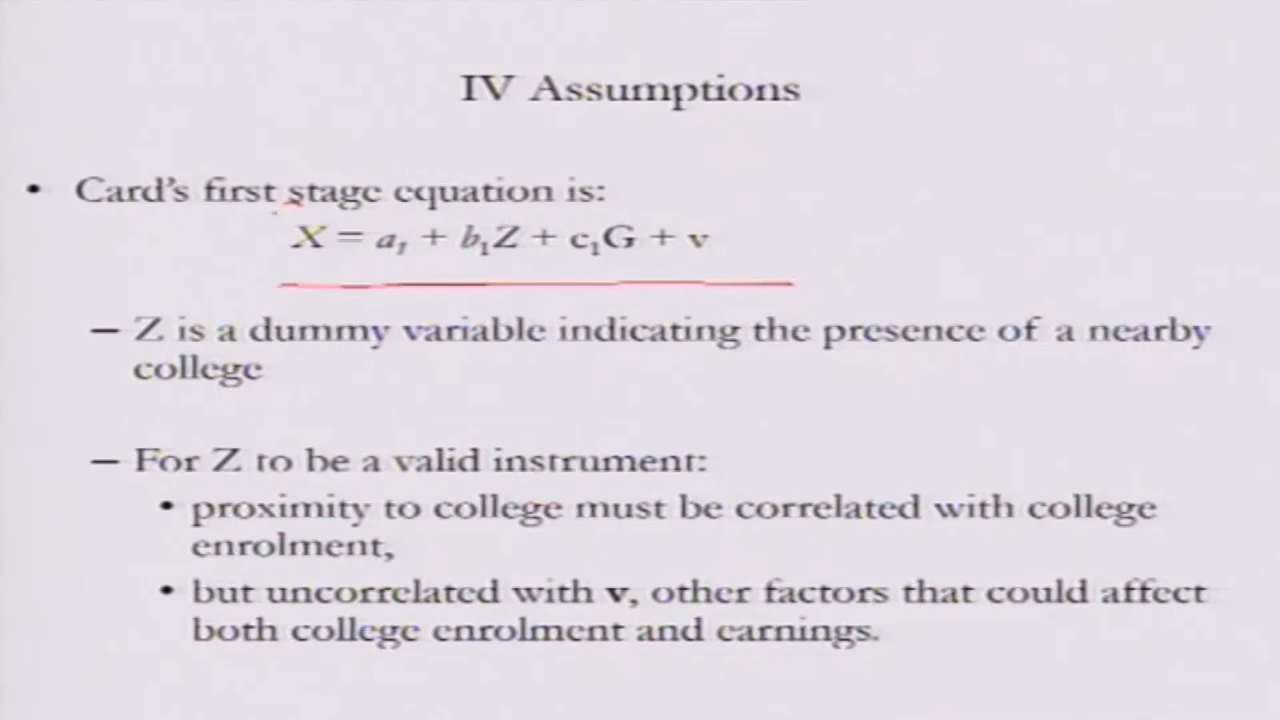 IV Assumptions
• Card's first stage equation is:
X = a₁ + b₁Z + c₁G + v
– Z is a dummy variable indicating the presence of a nearby
college
– For Z to be a valid instrument:
• proximity to college must be correlated with college
enrolment,
• but uncorrelated with v, other factors that could affect
both college enrolment and earnings.